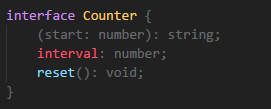 interface Counter {
    (start: number): string;
    interval: number;
    reset(): void;
}